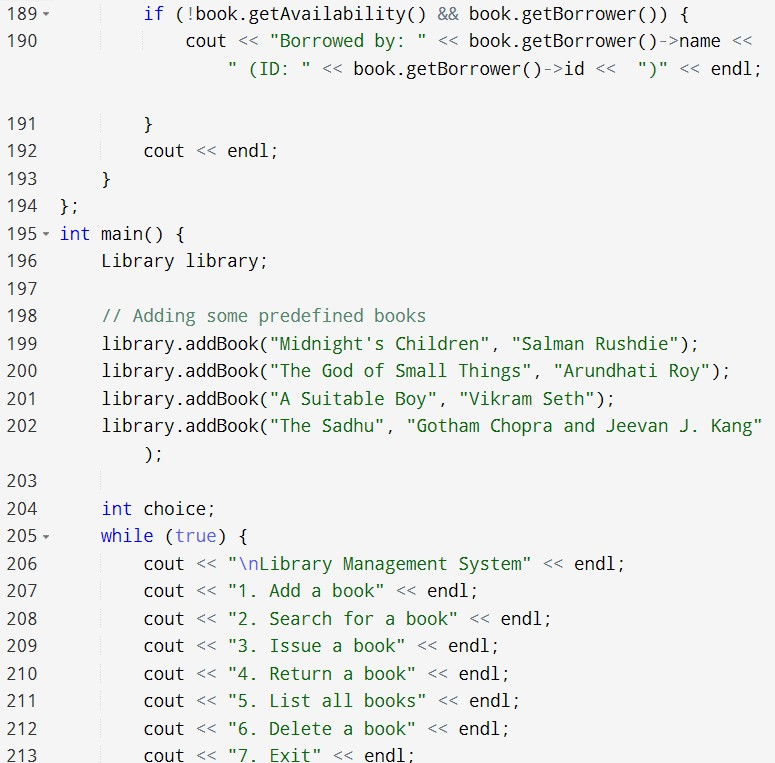 189 if (!book.getAvailability() && book.getBorrower()) {
190 cout << "Borrowed by: " << book.getBorrower()->name <<
" (ID: " << book.getBorrower()->id <<  ")" << endl;
191 }
192 cout << endl;
193 }
194 };
195 int main() {
196 Library library;
197
198 // Adding some predefined books
199 library.addBook("Midnight's Children", "Salman Rushdie");
200 library.addBook("The God of Small Things", "Arundhati Roy");
201 library.addBook("A Suitable Boy", "Vikram Seth");
202 library.addBook("The Sadhu", "Gotham Chopra and Jeevan J. Kang"
);
203
204 int choice;
205 while (true) {
206 cout << "\nLibrary Management System" << endl;
207 cout << "1. Add a book" << endl;
208 cout << "2. Search for a book" << endl;
209 cout << "3. Issue a book" << endl;
210 cout << "4. Return a book" << endl;
211 cout << "5. List all books" << endl;
212 cout << "6. Delete a book" << endl;
213 cout << "7. Exit" << endl;